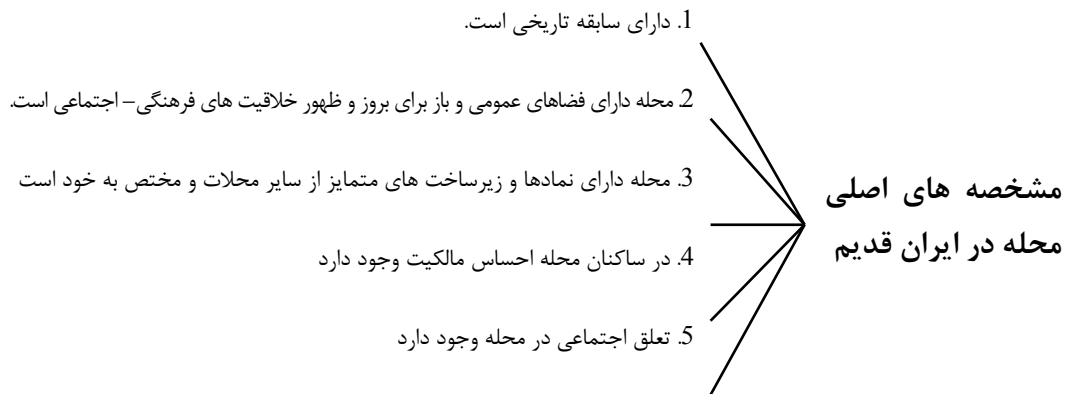 مشخصه های اصلی
محله در ایران قدیم
1. دارای سابقه تاریخی است.
2. محله دارای فضاهای عمومی و باز برای بروز و ظهور خلاقیت های فرهنگی– اجتماعی است.
3. محله دارای نمادها و زیرساخت های متمایز از سایر محلات و مختص به خود است
4. در ساکنان محله احساس مالکیت وجود دارد
5. تعلق اجتماعی در محله وجود دارد